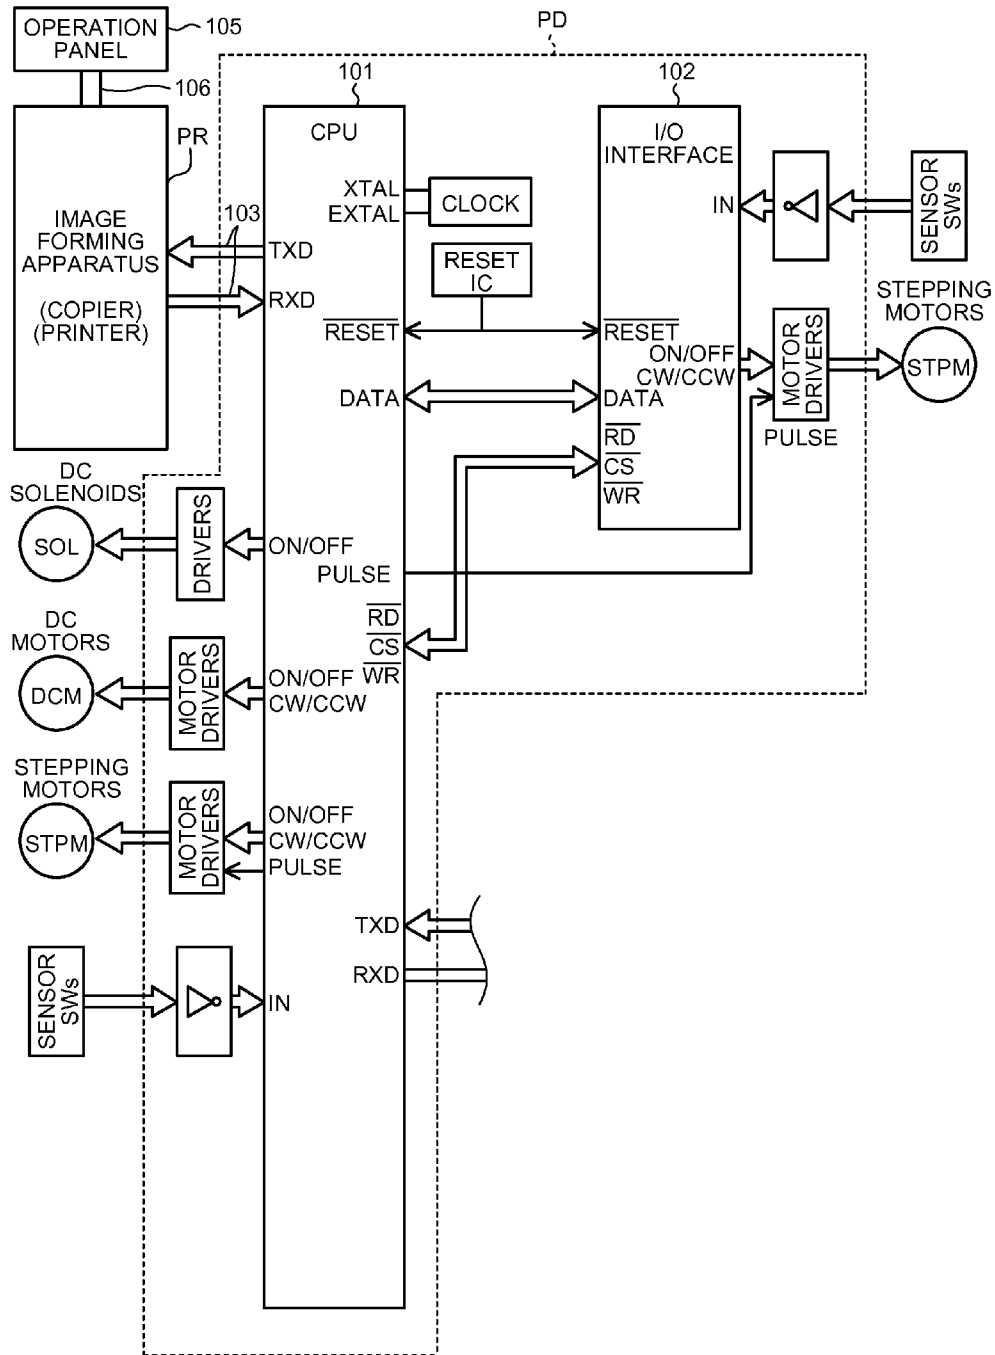 OPERATION
PANEL
105
106
PD
PR
IMAGE
FORMING
APPARATUS
(COPIER)
(PRINTER)
103
101
CPU
XTAL
EXTAL
CLOCK
TXD
RXD
RESET
IC
RESET
DATA
102
I/O
INTERFACE
IN
SENSOR
SWs
STEPPING
MOTORS
RESET
ON/OFF
CW/CCW
DATA
MOTOR
DRIVERS
STPM
PULSE
RD
CS
WR
DC
SOLENOIDS
SOL
DRIVERS
ON/OFF
PULSE
RD
CS
WR
DC
MOTORS
DCM
MOTOR
DRIVERS
ON/OFF
CW/CCW
STEPPING
MOTORS
STPM
MOTOR
DRIVERS
ON/OFF
CW/CCW
PULSE
TXD
RXD
SENSOR
SWs
IN